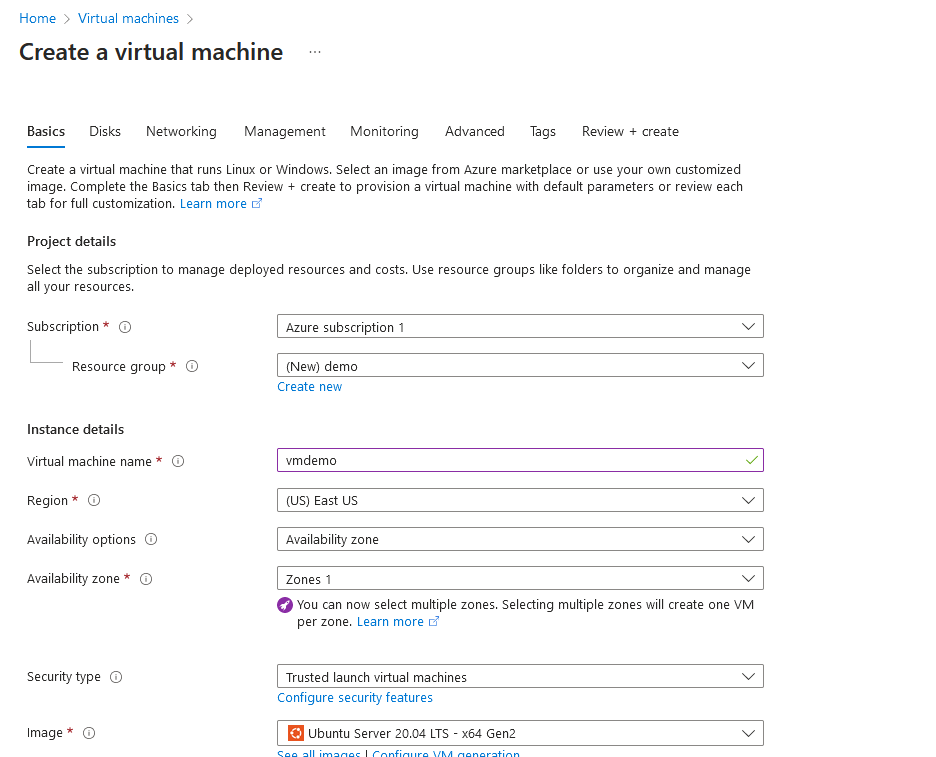 Home > Virtual machines >
Create a virtual machine ...
Basics Disks Networking Management Monitoring Advanced Tags Review + create
Create a virtual machine that runs Linux or Windows. Select an image from Azure marketplace or use your own customized
image. Complete the Basics tab then Review + create to provision a virtual machine with default parameters or review each
tab for full customization. Learn more
Project details
Select the subscription to manage deployed resources and costs. Use resource groups like folders to organize and manage
all your resources.
Subscription * Azure subscription 1
Resource group * (New) demo
Create new
Instance details
Virtual machine name * vmdemo
Region * (US) East US
Availability options Availability zone
Availability zone * Zones 1
You can now select multiple zones. Selecting multiple zones will create one VM
per zone. Learn more
Security type Trusted launch virtual machines
Configure security features
Image * Ubuntu Server 20.04 LTS - x64 Gen2
See all images | Configure VM generation